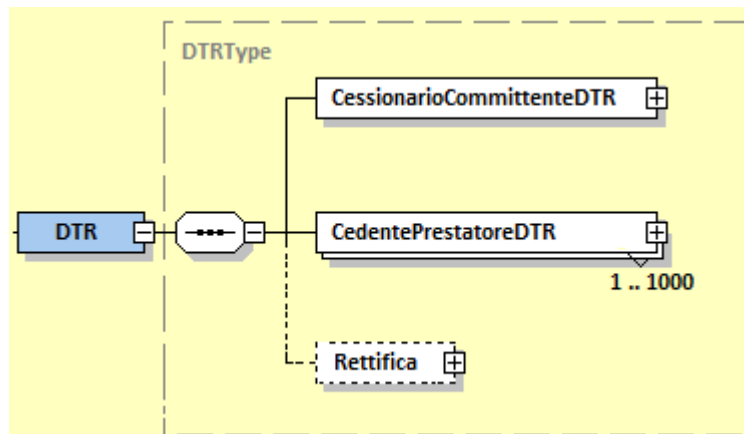 DTRType
CessionarioCommittenteDTR
DTR
CedentePrestatoreDTR
1 .. 1000
Rettifica